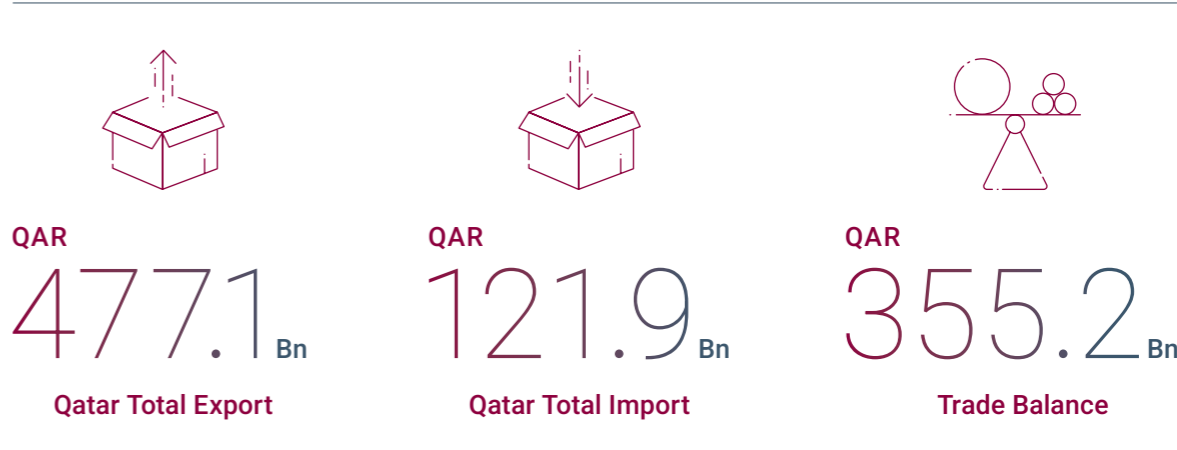 QAR
477.1 Bn
Qatar Total Export
QAR
121.9 Bn
Qatar Total Import
QAR
355.2 Bn
Trade Balance